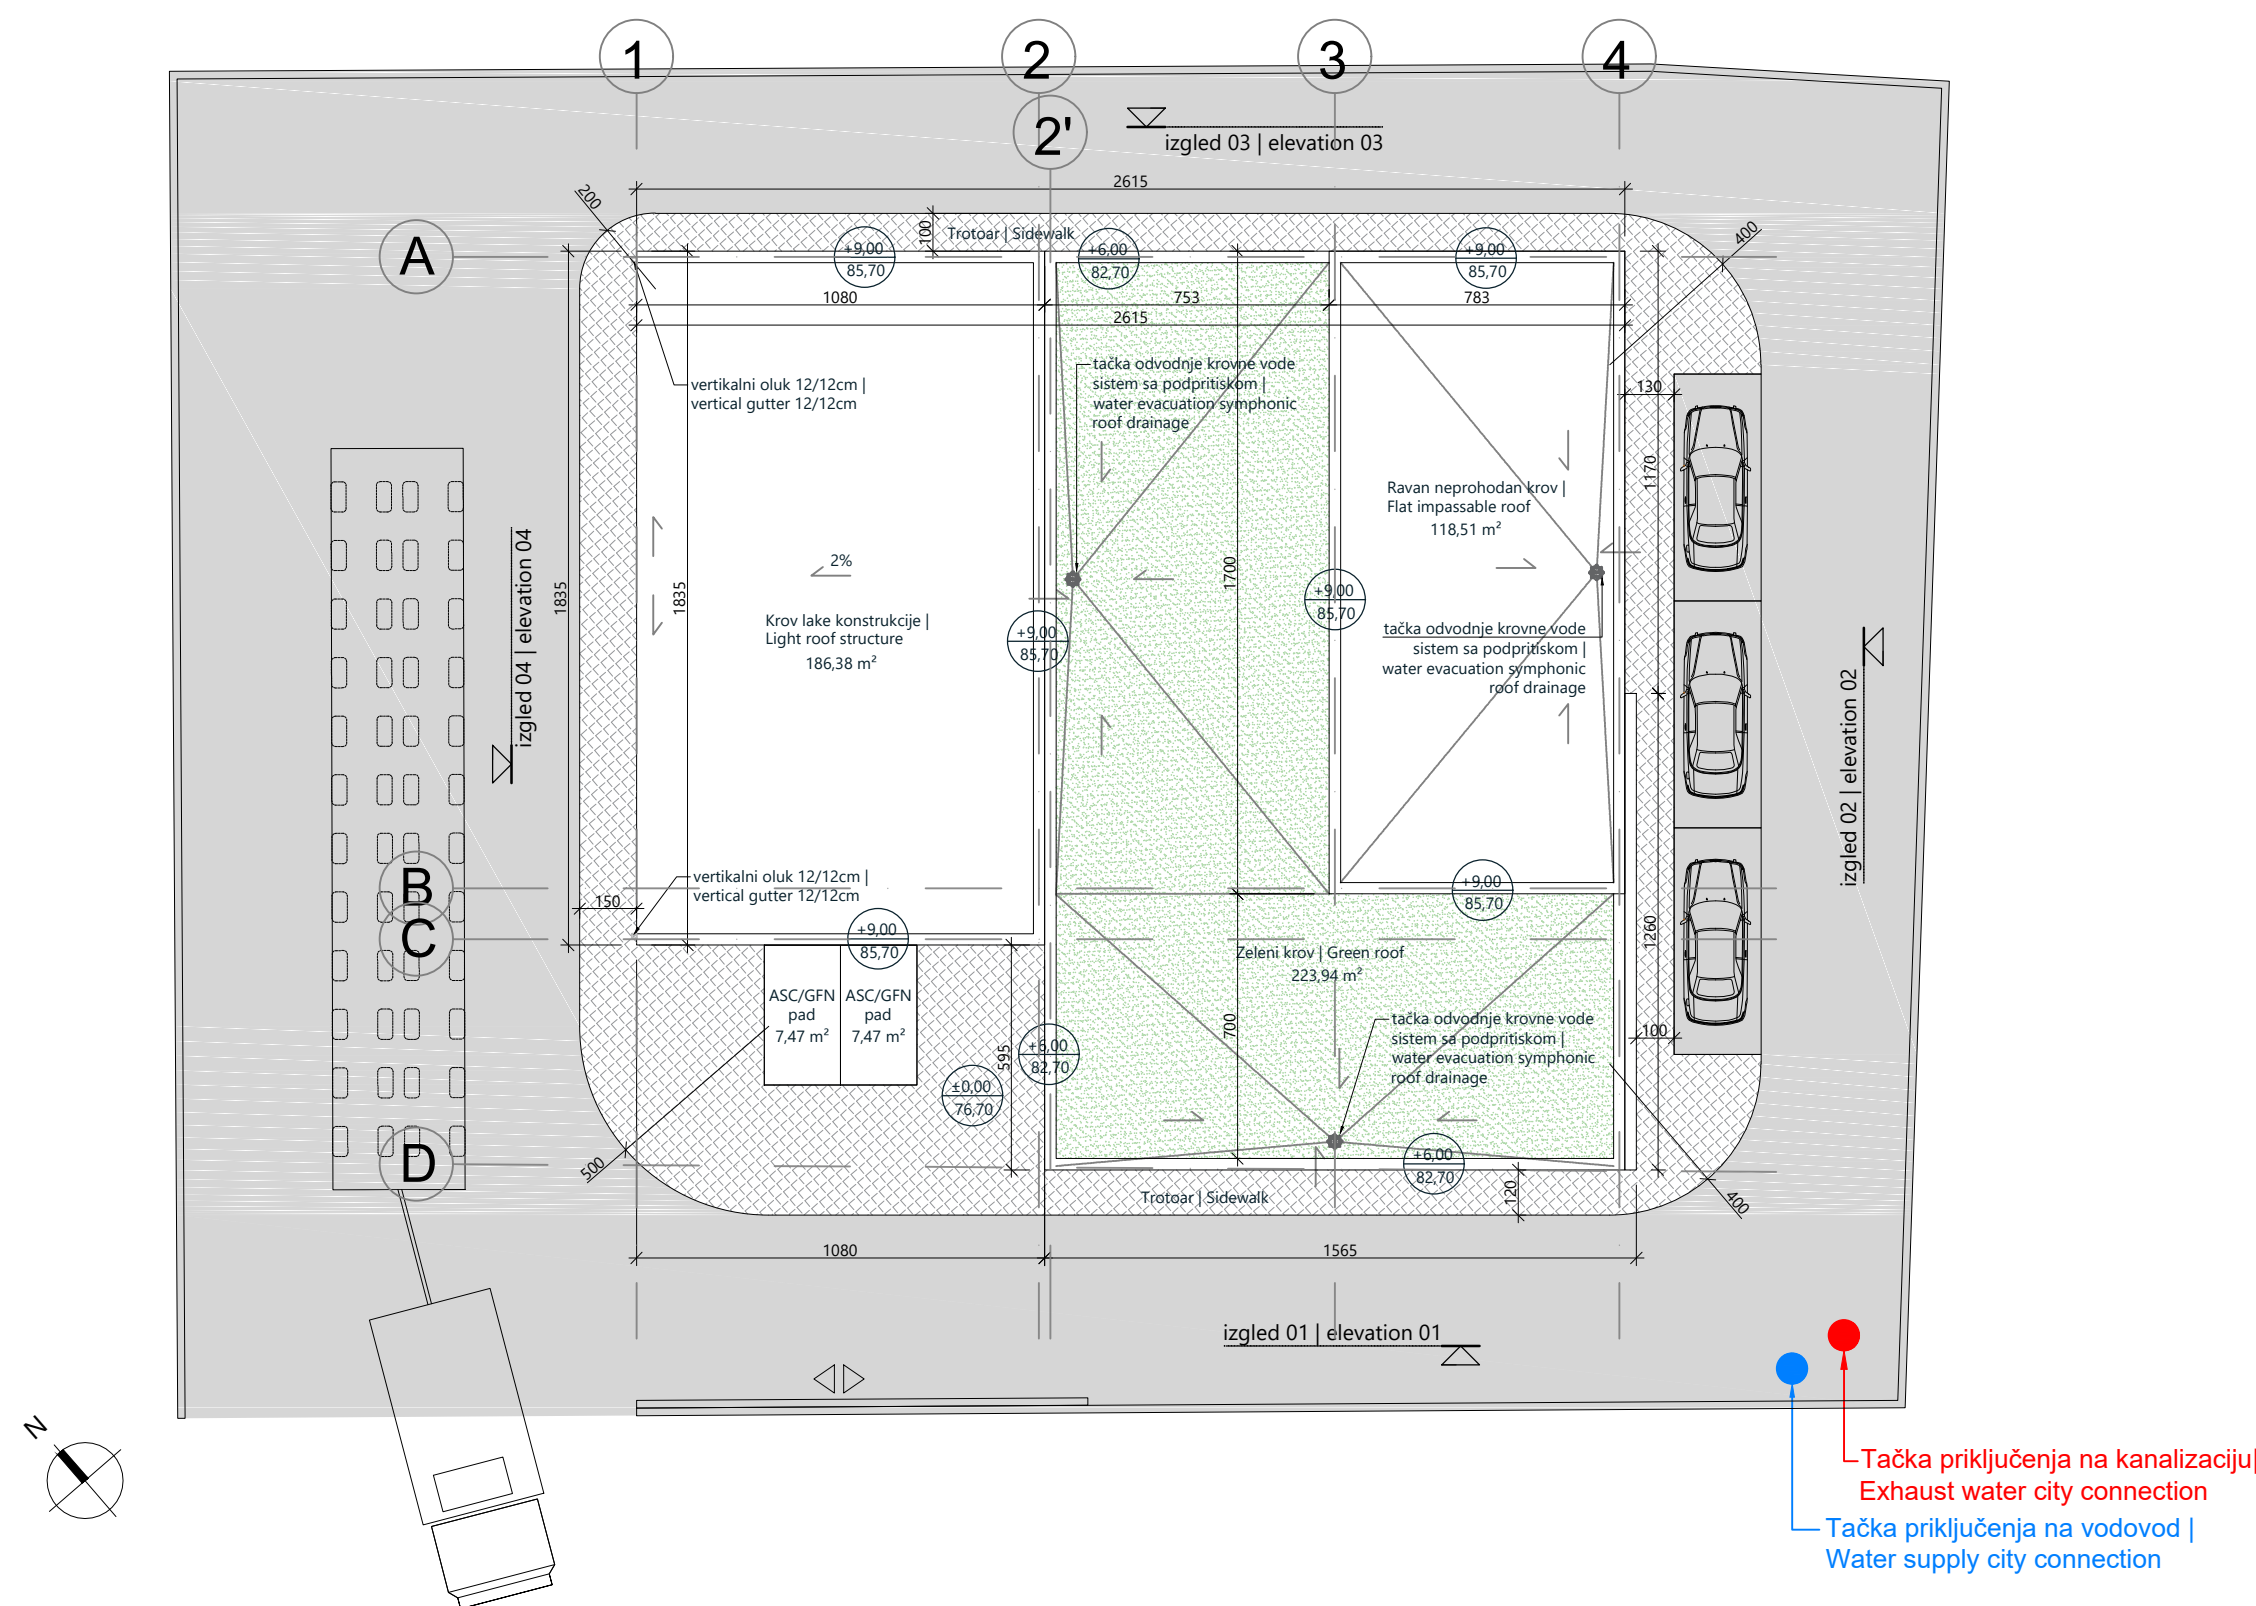 1
2
3
4
2'
izgled 03 | elevation 03
2615
200
100
Trotoar | Sidewalk
400
A
+9,00
85,70
+6,00
82,70
+9,00
85,70
1080
753
783
2615
vertikalni oluk 12/12cm |
vertical gutter 12/12cm
tačka odvodnje krovne vode
sistem sa podpritiskom |
water evacuation symphonic
roof drainage
130
1170
Ravan neprohodan krov |
Flat impassable roof
118,51 m²
izgled 04 | elevation 04
1835
1835
2%
1700
Krov lake konstrukcije |
Light roof structure
186,38 m²
+9,00
85,70
+9,00
85,70
tačka odvodnje krovne vode
sistem sa podpritiskom |
water evacuation symphonic
roof drainage
izgled 02 | elevation 02
B
vertikalni oluk 12/12cm |
vertical gutter 12/12cm
+9,00
85,70
150
C
+9,00
85,70
1260
Zeleni krov | Green roof
223,94 m²
ASC/GFN
pad
7,47 m²
ASC/GFN
pad
7,47 m²
595
+6,00
82,70
±0,00
76,70
700
tačka odvodnje krovne vode
sistem sa podpritiskom |
water evacuation symphonic
roof drainage
100
D
500
+6,00
82,70
120
Trotoar | Sidewalk
400
1080
1565
izgled 01 | elevation 01
N
Tačka priključenja na kanalizaciju|
Exhaust water city connection
Tačka priključenja na vodovod |
Water supply city connection